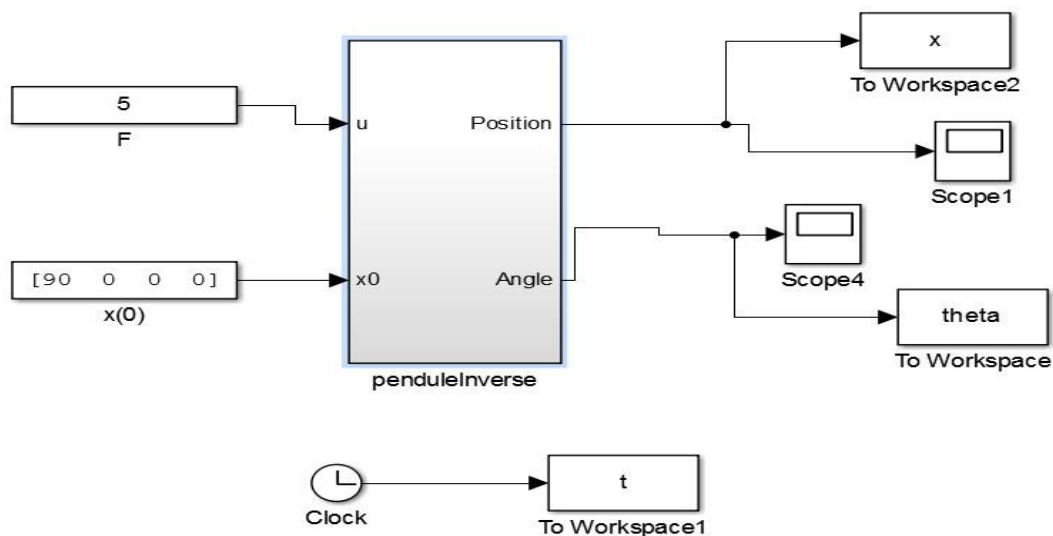 x
To Workspace2
5
F
u
Position
Scope1
[90 0 0 0]
x(0)
x0
Angle
Scope4
theta
To Workspace
penduleInverse
Clock
t
To Workspace1